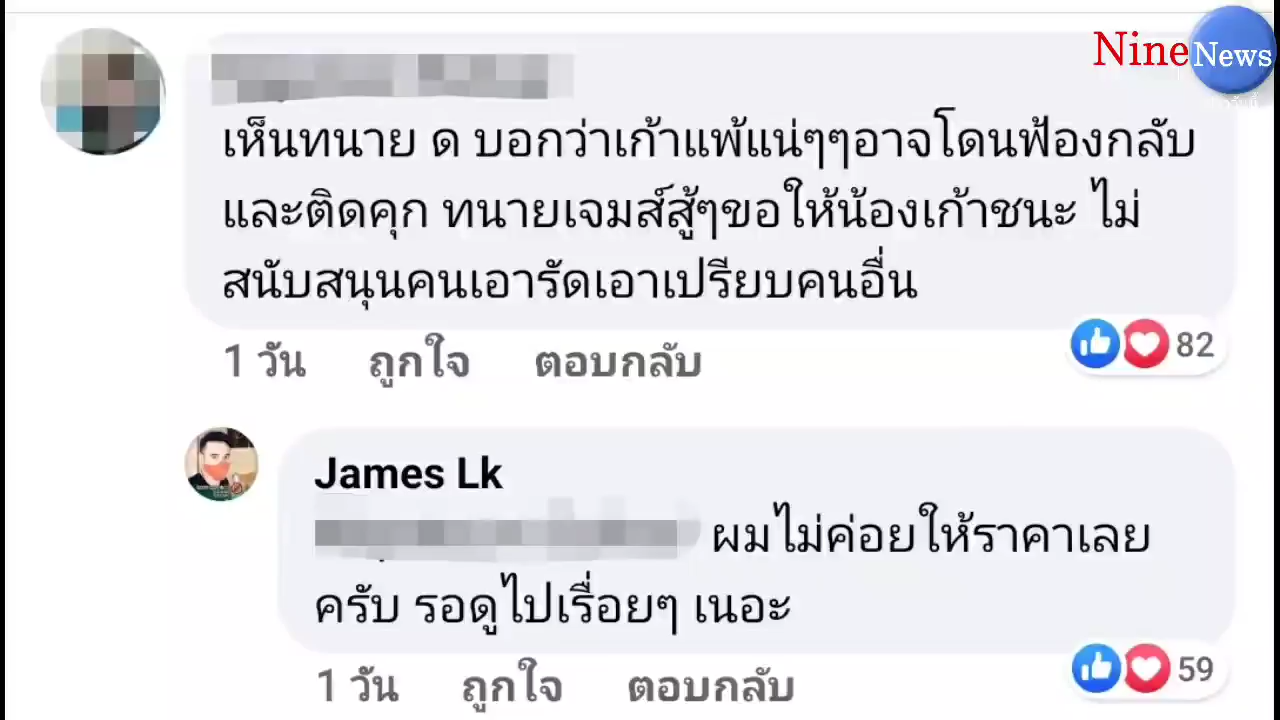 Nine News
เห็นทนาย ด บอกว่าเก้าแพ้แน่ๆๆอาจโดนฟ้องกลับ
และติดคุก ทนายเจมส์สู้ๆขอให้น้องเก้าชนะ ไม่
สนับสนุนคนเอารัดเอาเปรียบคนอื่น
1 วัน ถูกใจ ตอบกลับ 82
James Lk
ผมไม่ค่อยให้ราคาเลย
ครับ รอดูไปเรื่อยๆ เนอะ
1 วัน ถูกใจ ตอบกลับ 59